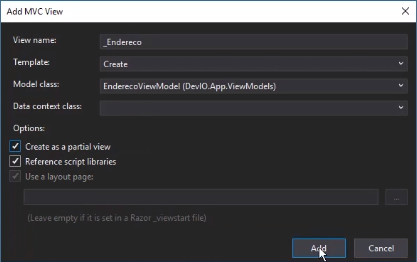 Add MVC View
View name: _Endereco
Template: Create
Model class: EnderecoViewModel (DevIO.App.ViewModels)
Data context class:
Options:
Create as a partial view
Reference script libraries
Use a layout page:
...
(Leave empty if it is set in a Razor _viewstart file)
Add Cancel